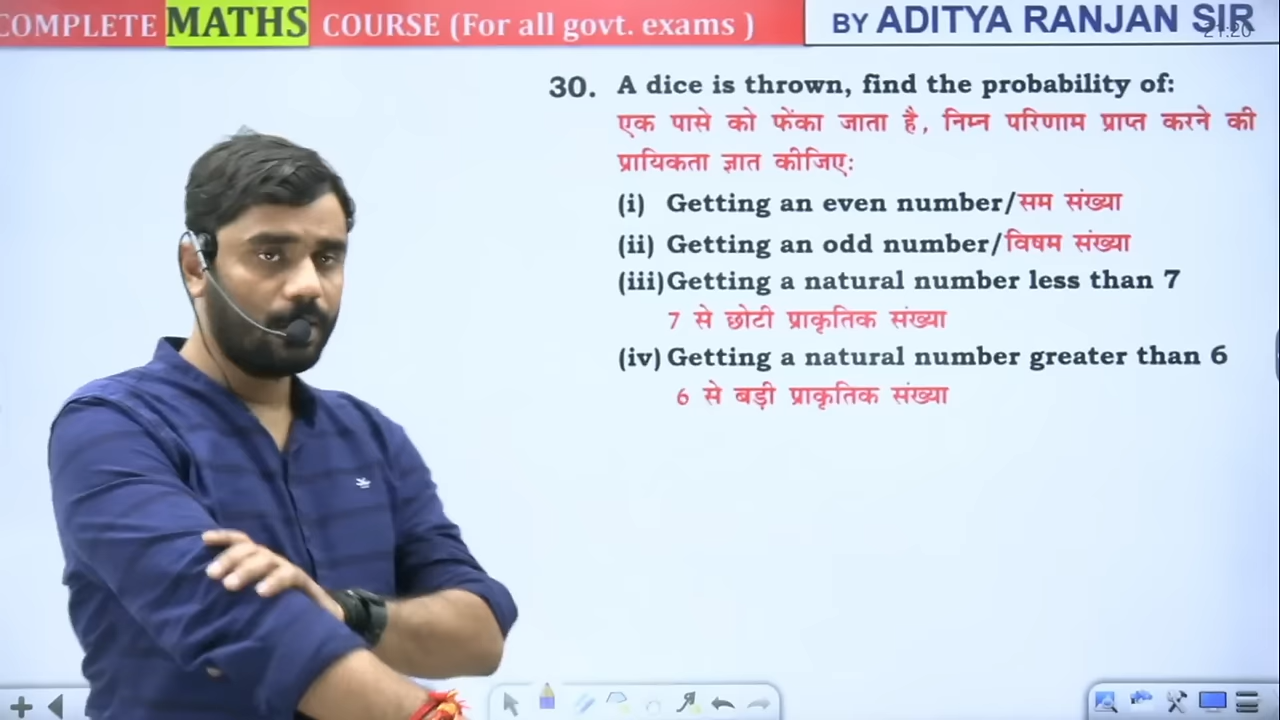 COMPLETE MATHS COURSE (For all govt. exams )
BY ADITYA RANJAN SIR
21:20
30. A dice is thrown, find the probability of:
एक पासे को फेंका जाता है, निम्न परिणाम प्राप्त करने की
प्रायिकता ज्ञात कीजिए:
(i) Getting an even number/सम संख्या
(ii) Getting an odd number/विषम संख्या
(iii) Getting a natural number less than 7
7 से छोटी प्राकृतिक संख्या
(iv) Getting a natural number greater than 6
6 से बड़ी प्राकृतिक संख्या